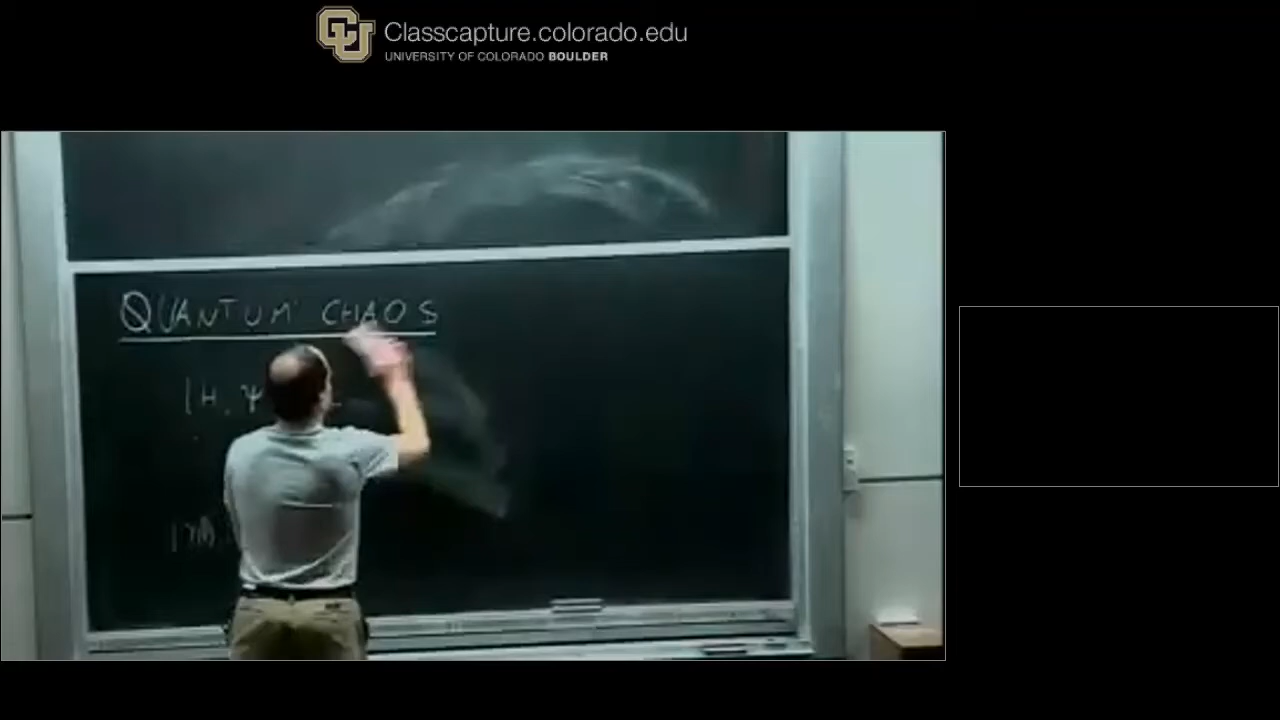 Classcapture.colorado.edu
UNIVERSITY OF COLORADO BOULDER
QUANTUM CHAOS
H, Ψ